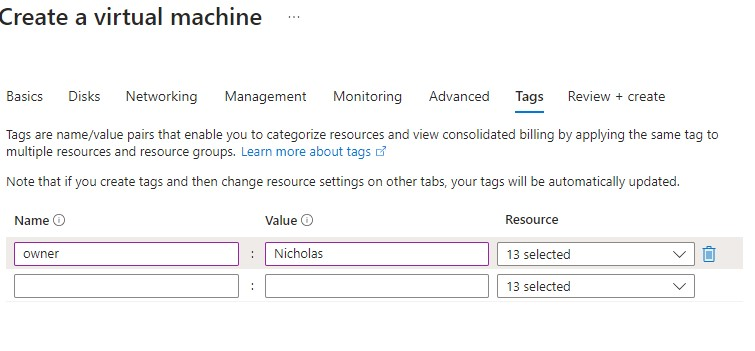 Create a virtual machine ...
Basics Disks Networking Management Monitoring Advanced Tags Review + create
Tags are name/value pairs that enable you to categorize resources and view consolidated billing by applying the same tag to
multiple resources and resource groups. Learn more about tags
Note that if you create tags and then change resource settings on other tabs, your tags will be automatically updated.
Name Value Resource
owner : Nicholas 13 selected
: 13 selected